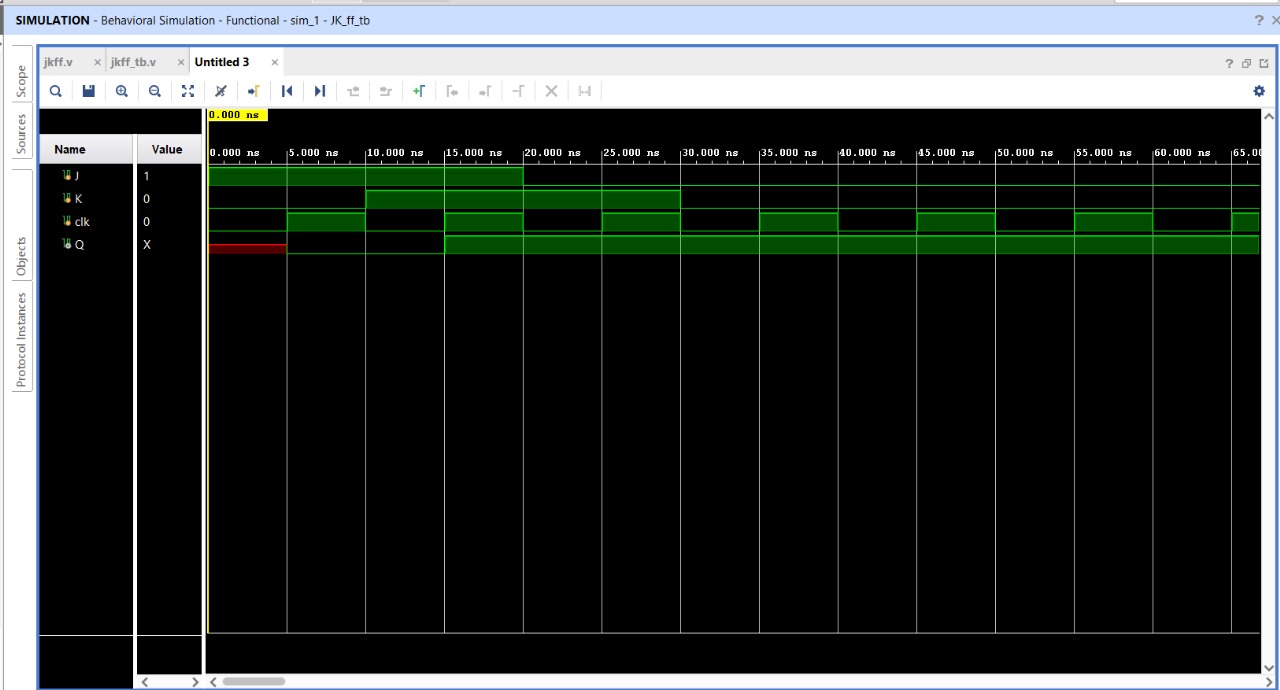 SIMULATION - Behavioral Simulation - Functional - sim_1 - JK_ff_tb
? ×
jkff.v × jkff_tb.v × Untitled 3 ×
?
0.000 ns
Name Value
0.000 ns 5.000 ns 10.000 ns 15.000 ns 20.000 ns 25.000 ns 30.000 ns 35.000 ns 40.000 ns 45.000 ns 50.000 ns 55.000 ns 60.000 ns 65.0
J 1
K 0
clk 0
Q X
Scope
Sources
Objects
Protocol Instances